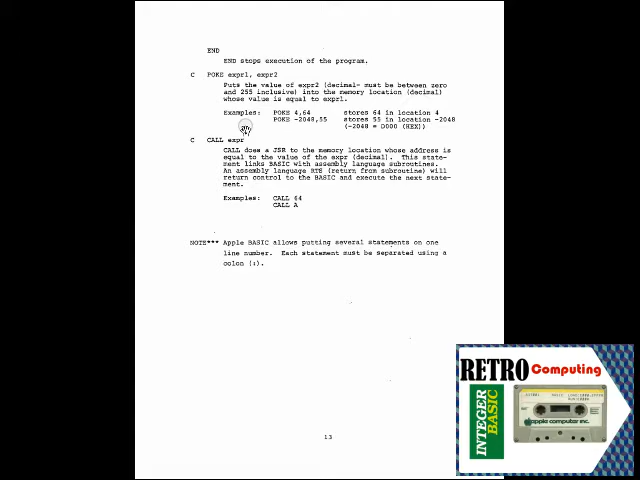 END
END stops execution of the program.
C POKE expr1, expr2
Puts the value of expr2 (decimal- must be between zero
and 255 inclusive) into the memory location (decimal)
whose value is equal to expr1.
Examples: POKE 4,64 stores 64 in location 4
POKE -2048,55 stores 55 in location -2048
(-2048 = D000 (HEX))
C CALL expr
CALL does a JSR to the memory location whose address is
equal to the value of the expr (decimal). This state-
ment links BASIC with assembly language subroutines.
An assembly language RTS (return from subroutine) will
return control to the BASIC and execute the next state-
ment.
Examples: CALL 64
CALL A
NOTE*** Apple BASIC allows putting several statements on one
line number. Each statement must be separated using a
colon (:).
13
RETRO Computing
INTEGER
BASIC
apple computer inc.